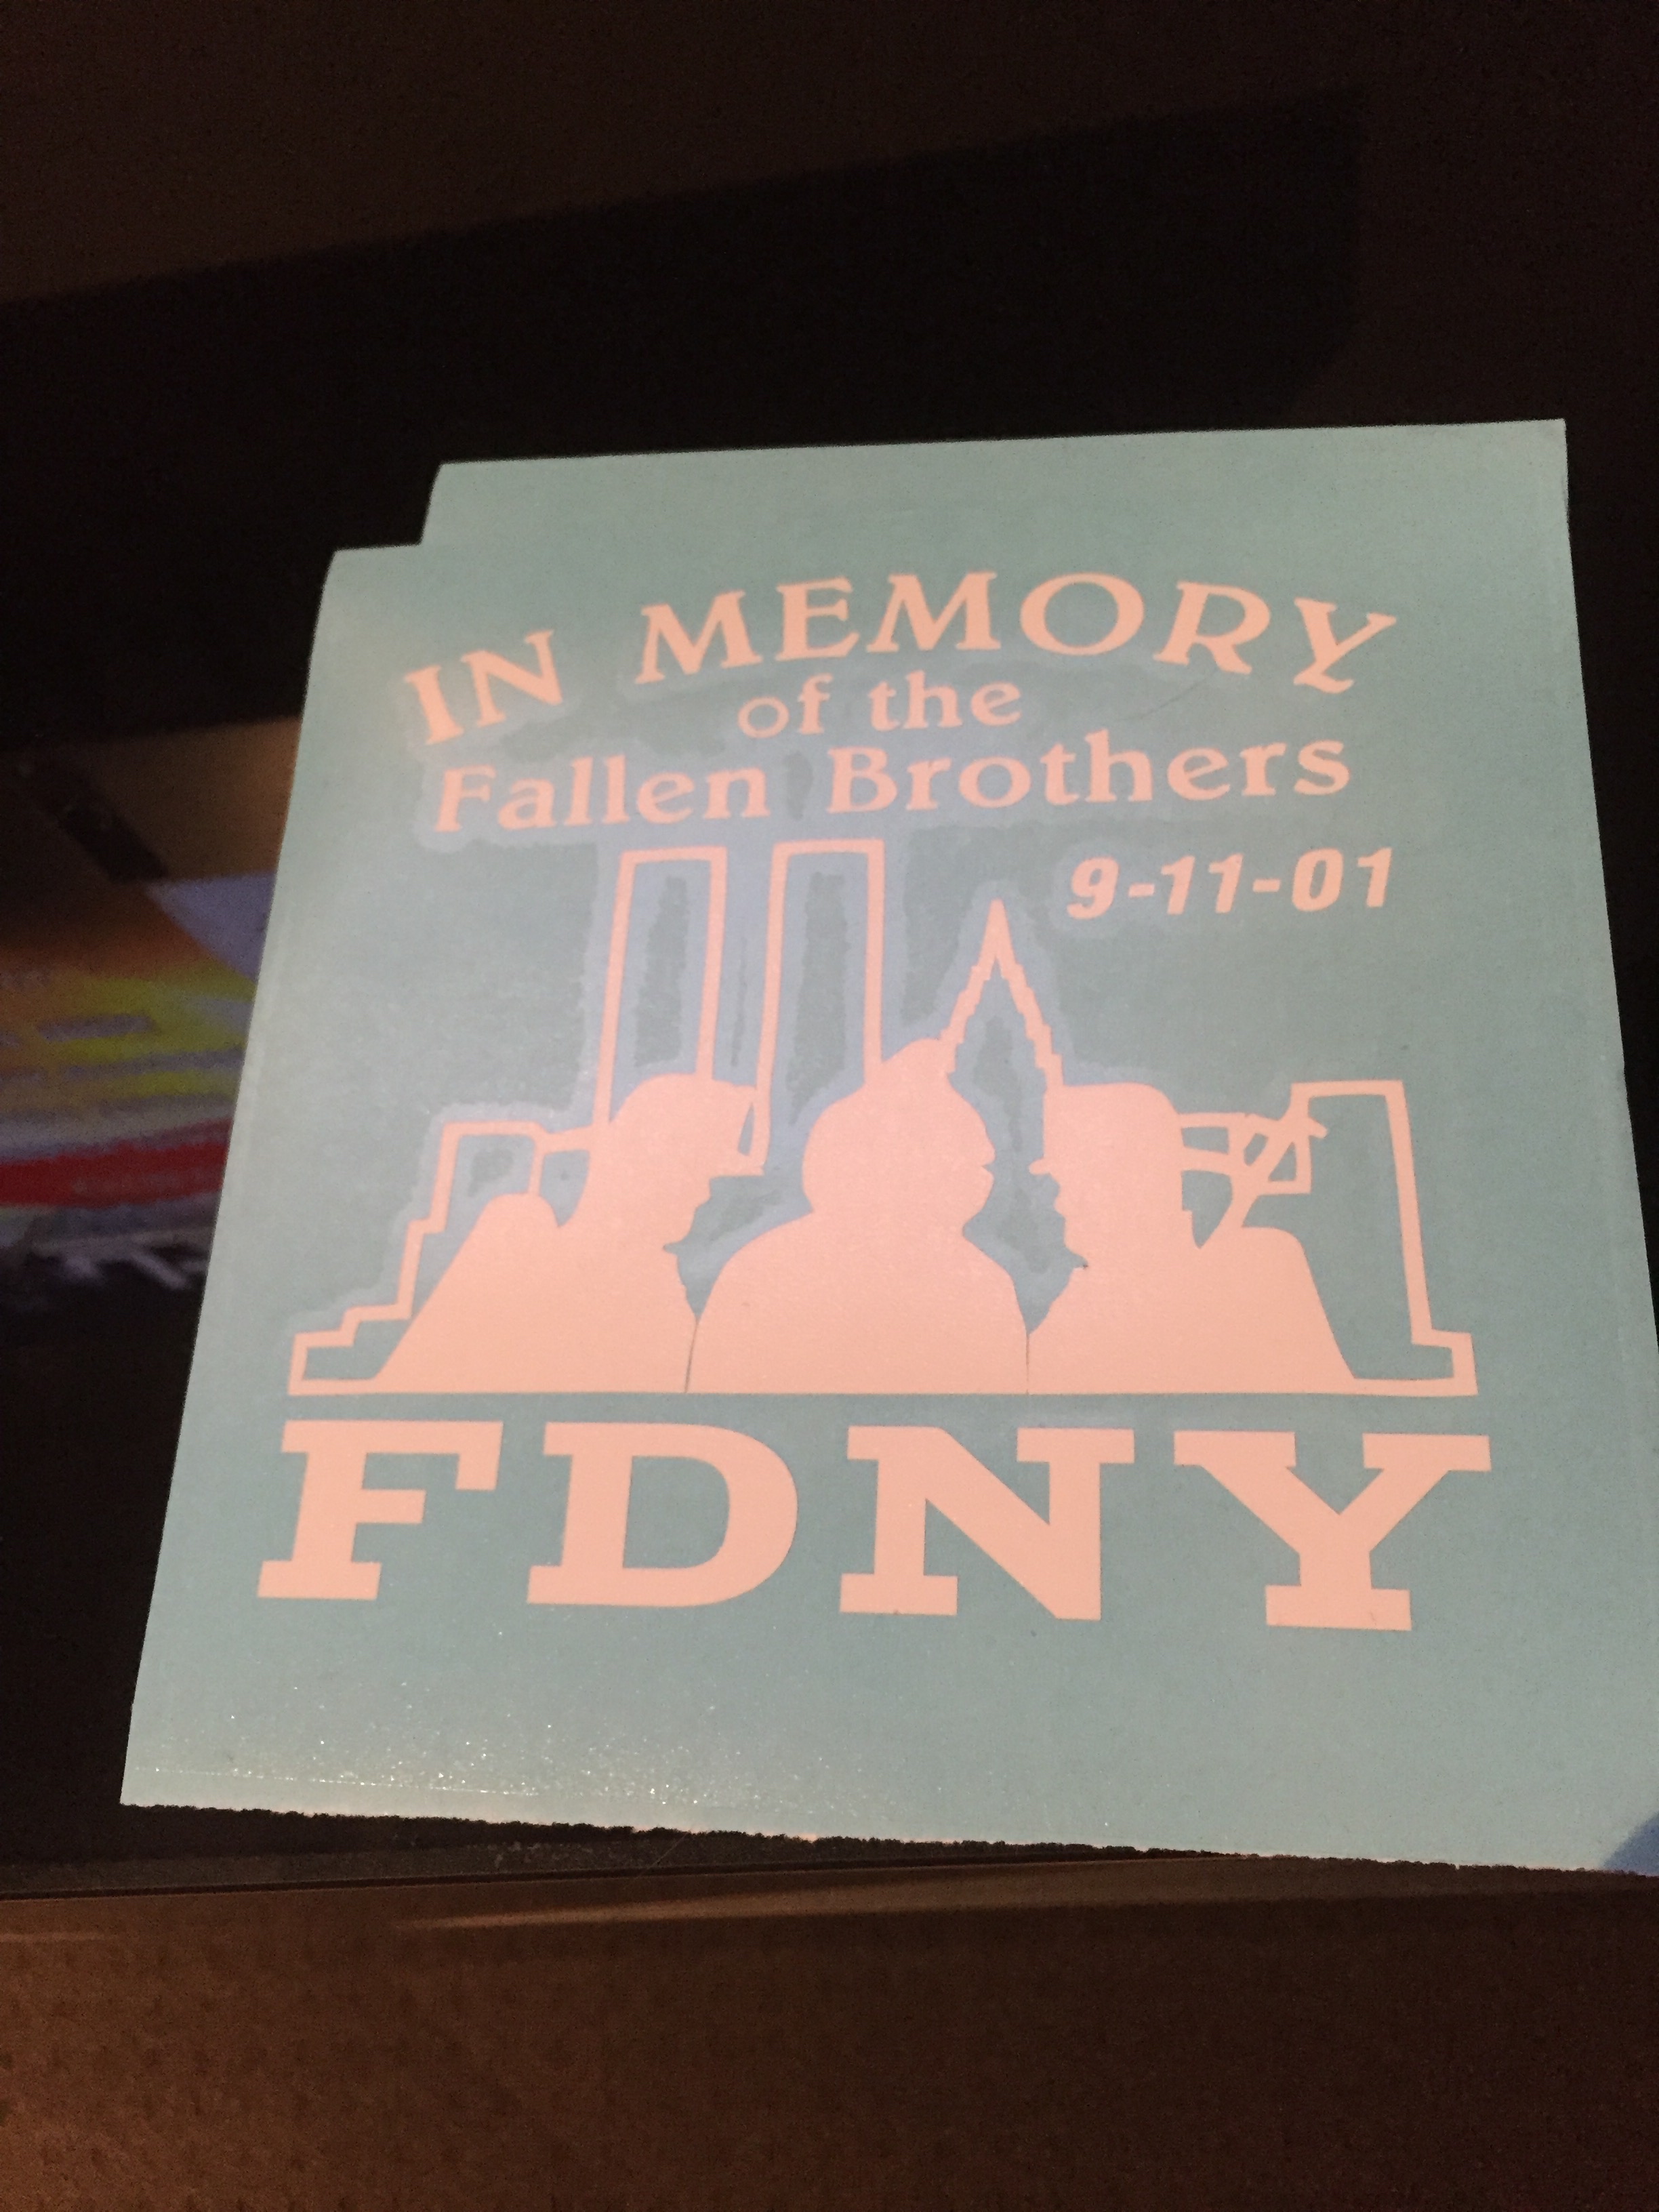 IN MEMORY
of the
Fallen Brothers
9-11-01
FDNY